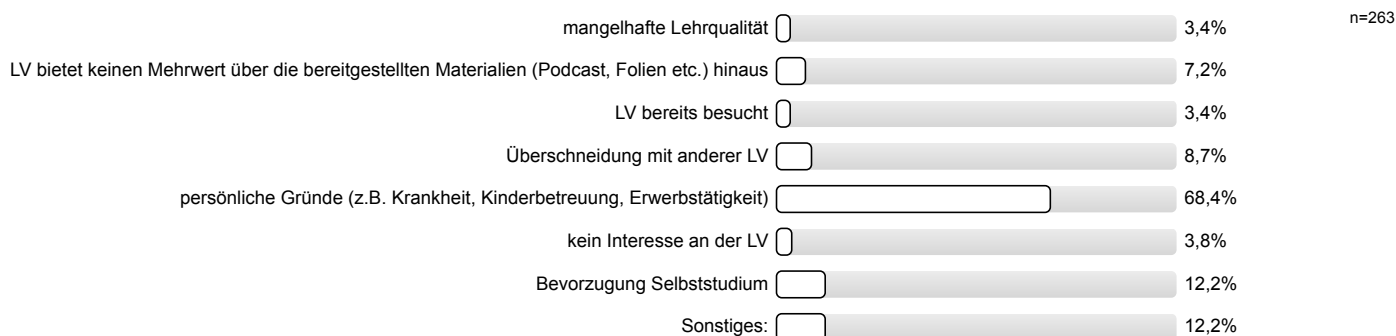 mangelhafte Lehrqualität 3,4% n=263
LV bietet keinen Mehrwert über die bereitgestellten Materialien (Podcast, Folien etc.) hinaus 7,2%
LV bereits besucht 3,4%
Überschneidung mit anderer LV 8,7%
persönliche Gründe (z.B. Krankheit, Kinderbetreuung, Erwerbstätigkeit) 68,4%
kein Interesse an der LV 3,8%
Bevorzugung Selbststudium 12,2%
Sonstiges: 12,2%